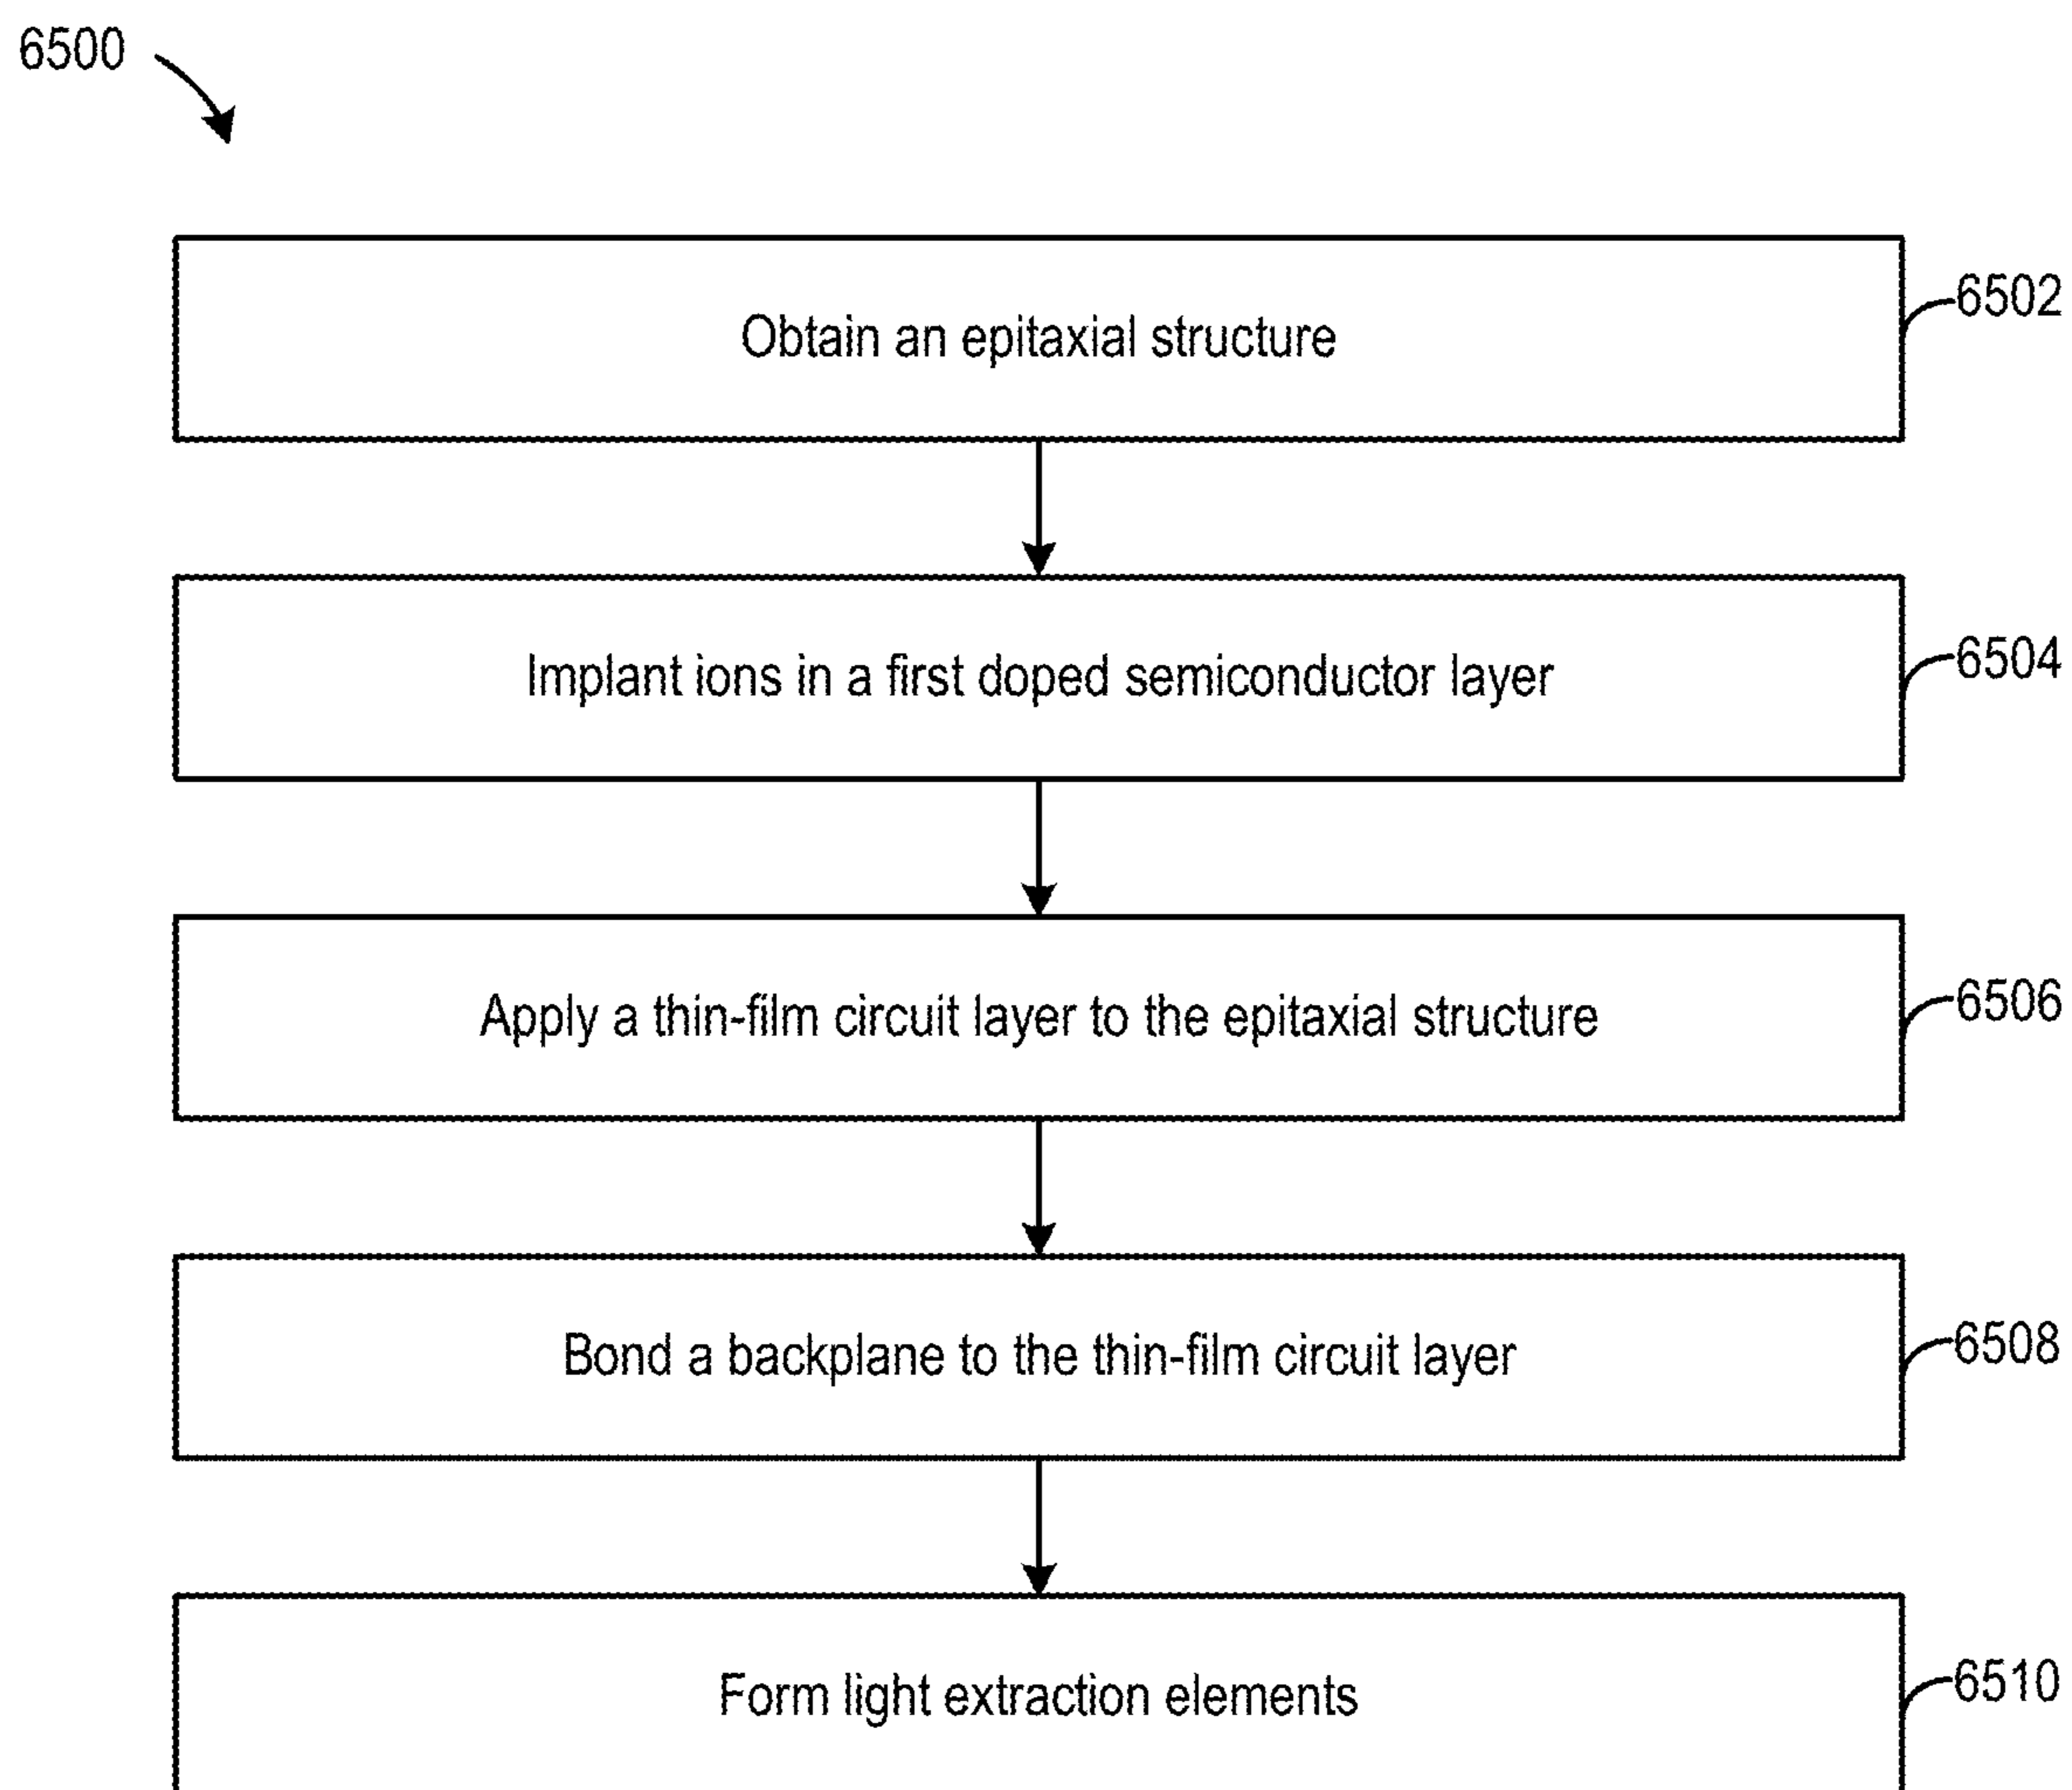 6500
Obtain an epitaxial structure
6502
Implant ions in a first doped semiconductor layer
6504
Apply a thin-film circuit layer to the epitaxial structure
6506
Bond a backplane to the thin-film circuit layer
6508
Form light extraction elements
6510